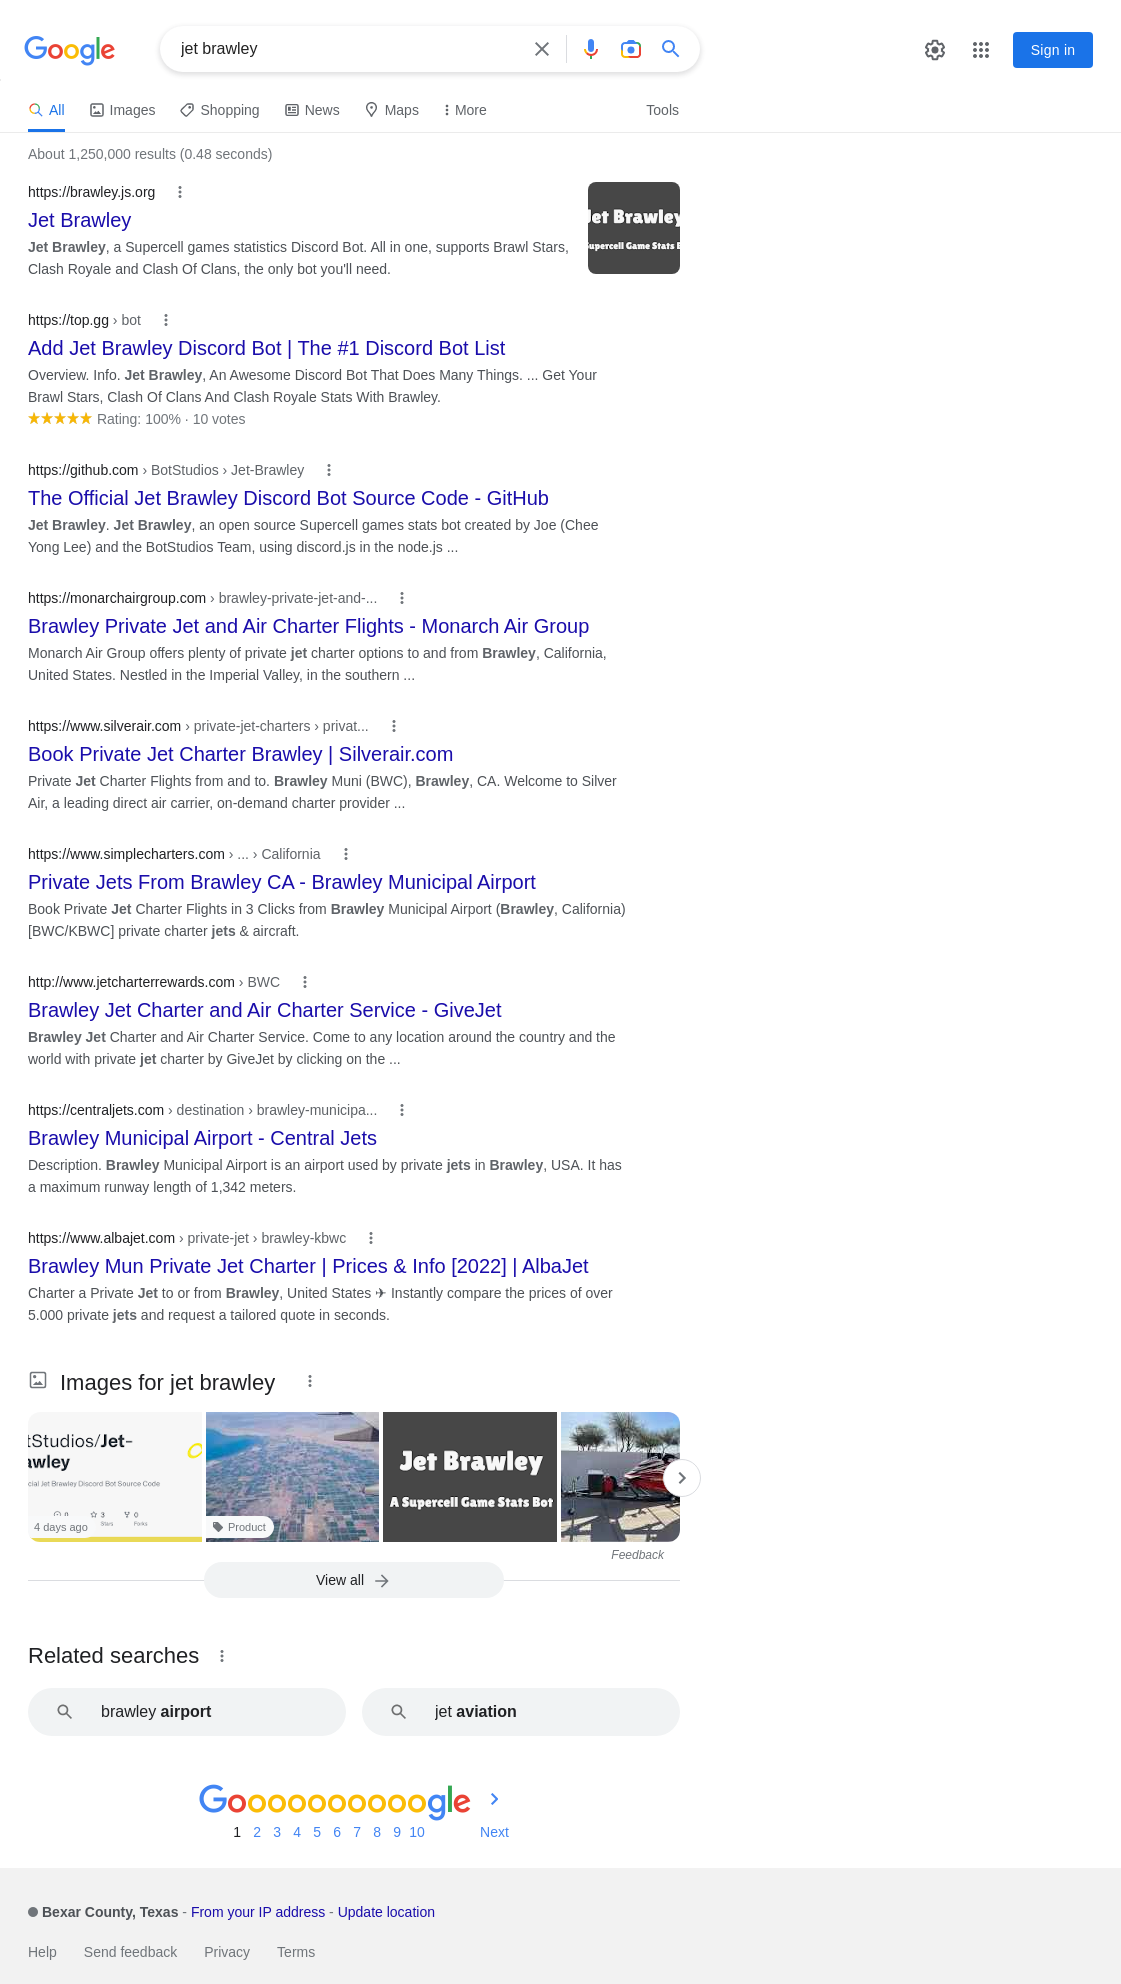 Google
jet brawley
Sign in
All
Images
Shopping
News
Maps
More
Tools
About 1,250,000 results (0.48 seconds)
https://brawley.js.org
Jet Brawley
Jet Brawley, a Supercell games statistics Discord Bot. All in one, supports Brawl Stars,
Clash Royale and Clash Of Clans, the only bot you'll need.
Jet Brawley
Supercell Game Stats B
https://top.gg › bot
Add Jet Brawley Discord Bot | The #1 Discord Bot List
Overview. Info. Jet Brawley, An Awesome Discord Bot That Does Many Things. ... Get Your
Brawl Stars, Clash Of Clans And Clash Royale Stats With Brawley.
Rating: 100% · 10 votes
https://github.com › BotStudios › Jet-Brawley
The Official Jet Brawley Discord Bot Source Code - GitHub
Jet Brawley. Jet Brawley, an open source Supercell games stats bot created by Joe (Chee
Yong Lee) and the BotStudios Team, using discord.js in the node.js ...
https://monarchairgroup.com › brawley-private-jet-and-...
Brawley Private Jet and Air Charter Flights - Monarch Air Group
Monarch Air Group offers plenty of private jet charter options to and from Brawley, California,
United States. Nestled in the Imperial Valley, in the southern ...
https://www.silverair.com › private-jet-charters › privat...
Book Private Jet Charter Brawley | Silverair.com
Private Jet Charter Flights from and to. Brawley Muni (BWC), Brawley, CA. Welcome to Silver
Air, a leading direct air carrier, on-demand charter provider ...
https://www.simplecharters.com › ... › California
Private Jets From Brawley CA - Brawley Municipal Airport
Book Private Jet Charter Flights in 3 Clicks from Brawley Municipal Airport (Brawley, California)
[BWC/KBWC] private charter jets & aircraft.
http://www.jetcharterrewards.com › BWC
Brawley Jet Charter and Air Charter Service - GiveJet
Brawley Jet Charter and Air Charter Service. Come to any location around the country and the
world with private jet charter by GiveJet by clicking on the ...
https://centraljets.com › destination › brawley-municipa...
Brawley Municipal Airport - Central Jets
Description. Brawley Municipal Airport is an airport used by private jets in Brawley, USA. It has
a maximum runway length of 1,342 meters.
https://www.albajet.com › private-jet › brawley-kbwc
Brawley Mun Private Jet Charter | Prices & Info [2022] | AlbaJet
Charter a Private Jet to or from Brawley, United States ✈ Instantly compare the prices of over
5.000 private jets and request a tailored quote in seconds.
Images for jet brawley
tStudios/Jet-
awley
cial Jet Brawley Discord Bot Source Code
0
3
0
Stars
Forks
4 days ago
Product
Jet Brawley
A Supercell Game Stats Bot
Feedback
View all
Related searches
brawley airport
jet aviation
Goooooooooogle
1 2 3 4 5 6 7 8 9 10
Next
Bexar County, Texas - From your IP address - Update location
Help
Send feedback
Privacy
Terms